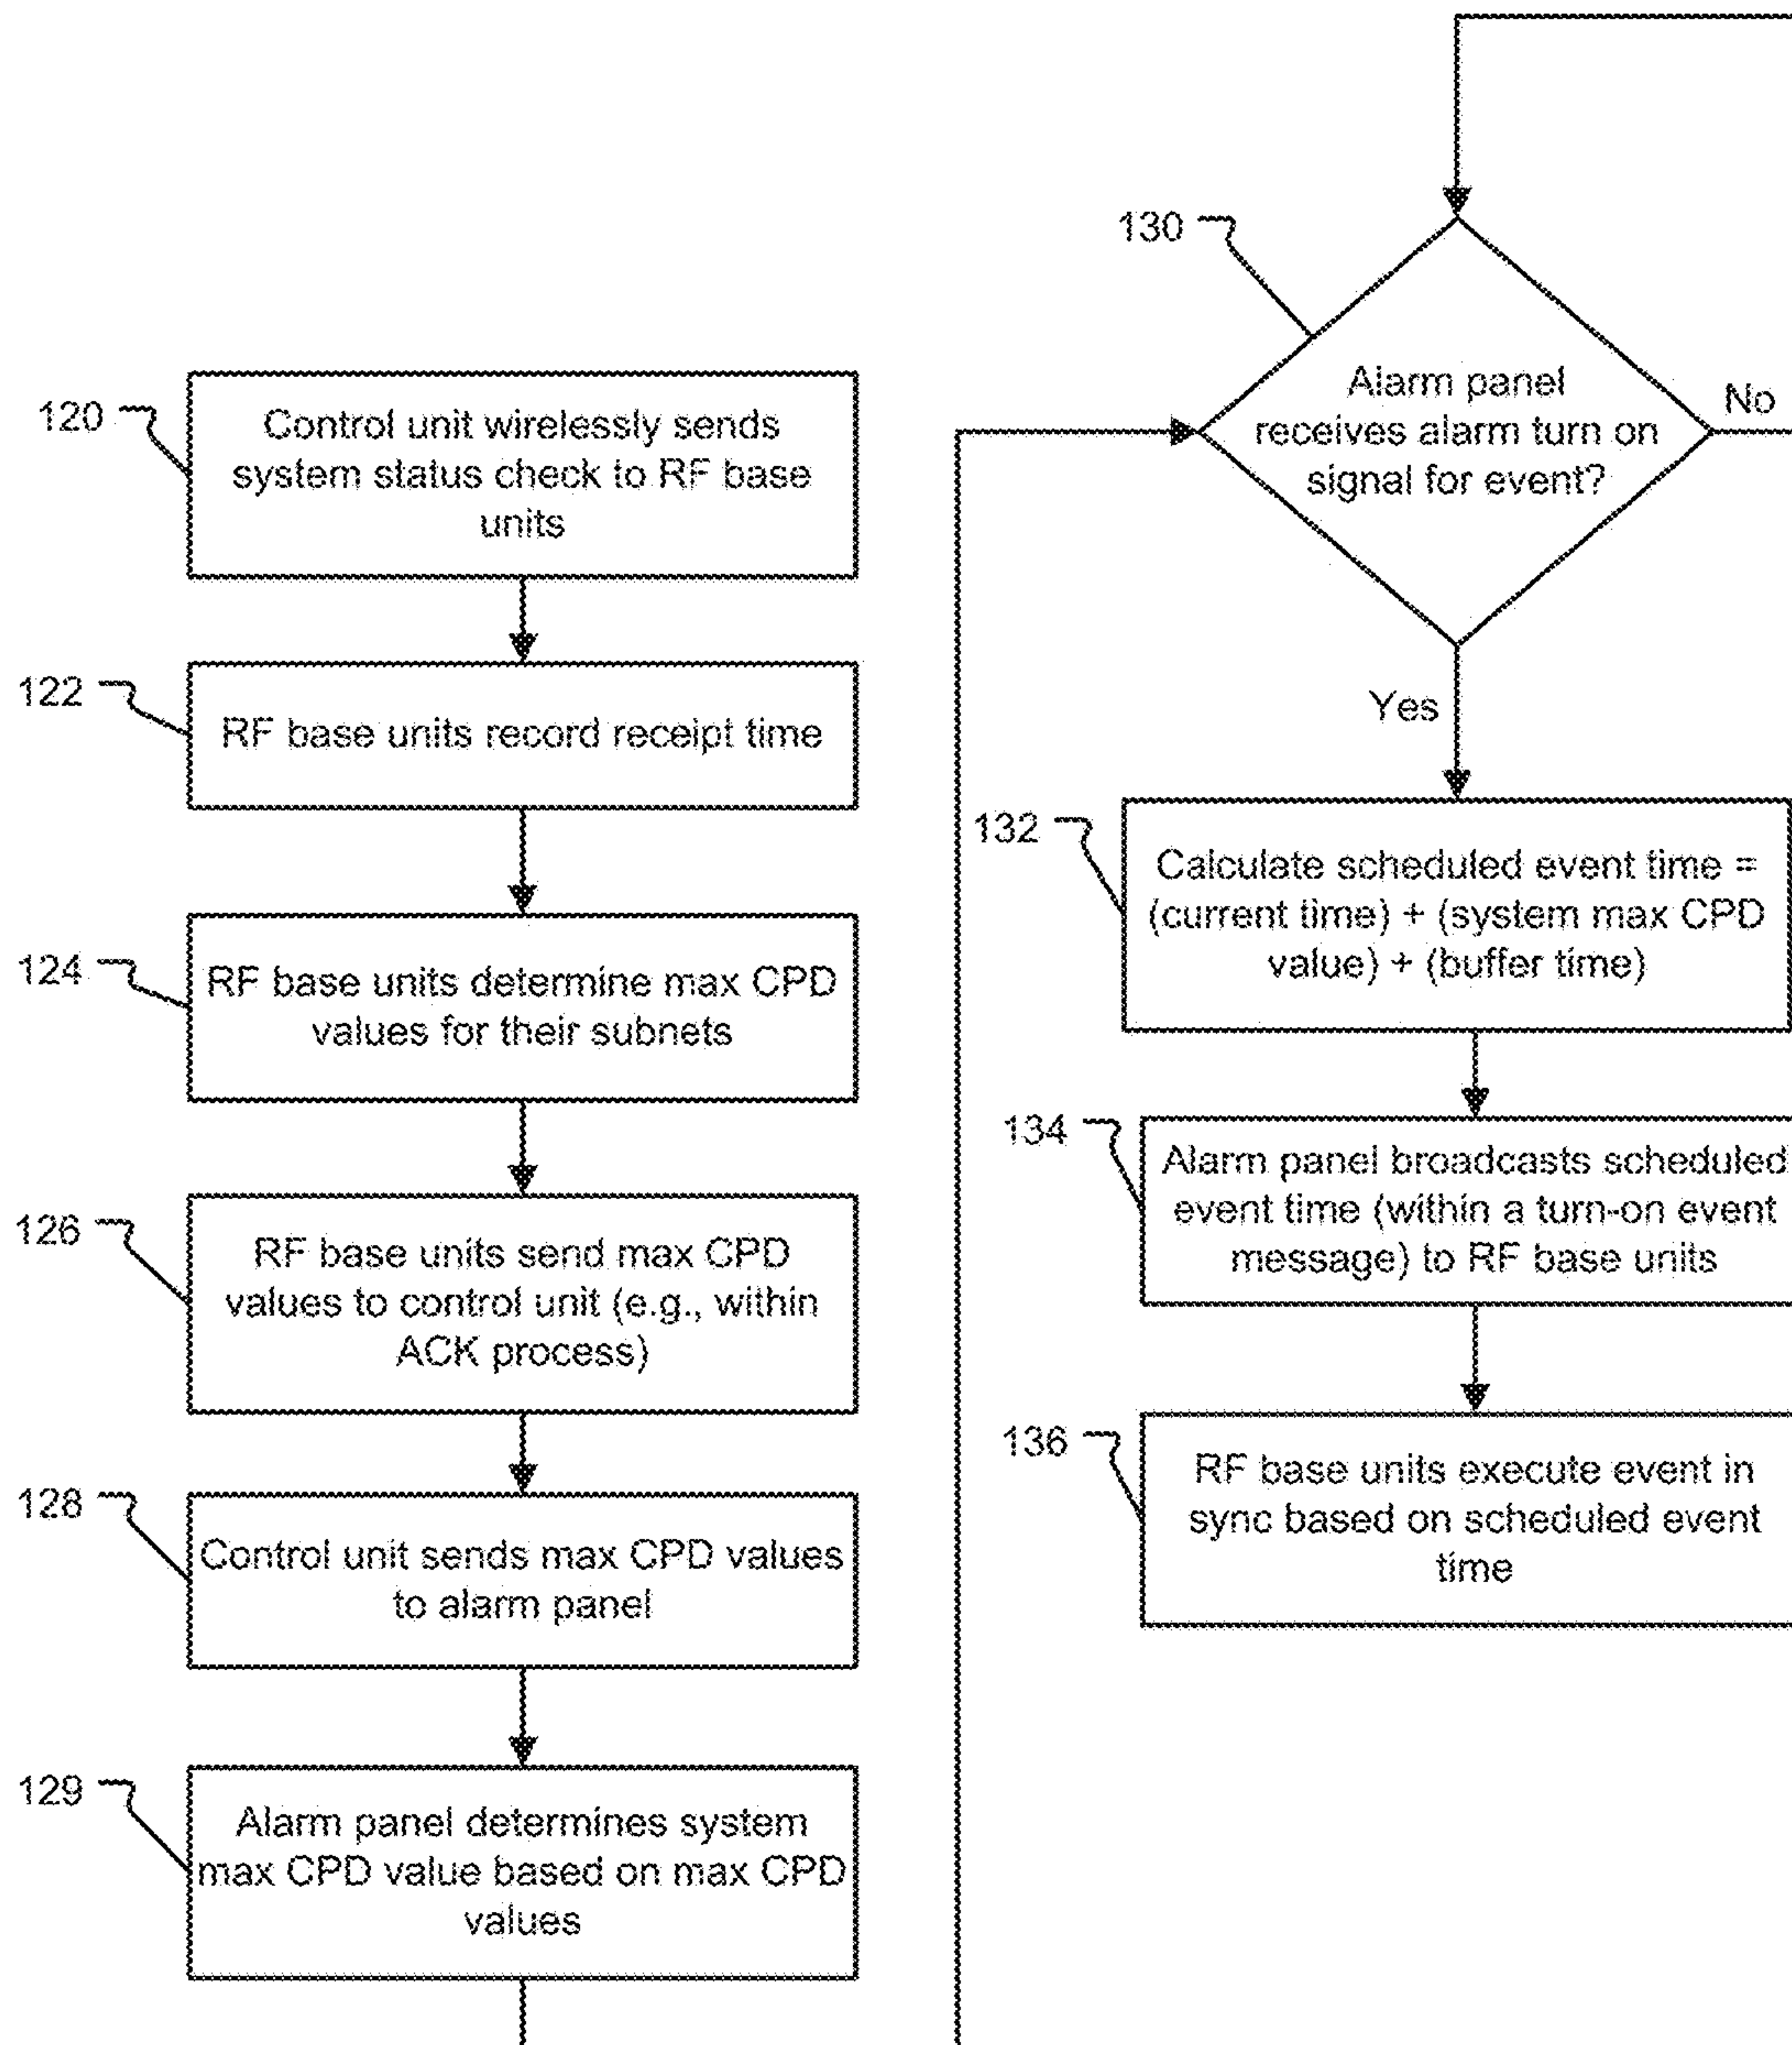 120
Control unit wirelessly sends
system status check to RF base
units
122
RF base units record receipt time
124
RF base units determine max CPD
values for their subnets
126
RF base units send max CPD
values to control unit (e.g., within
ACK process)
128
Control unit sends max CPD values
to alarm panel
129
Alarm panel determines system
max CPD value based on max CPD
values
130
Alarm panel
receives alarm turn on
signal for event?
No
Yes
132
Calculate scheduled event time =
(current time) + (system max CPD
value) + (buffer time)
134
Alarm panel broadcasts scheduled
event time (within a turn-on event
message) to RF base units
136
RF base units execute event in
sync based on scheduled event
time